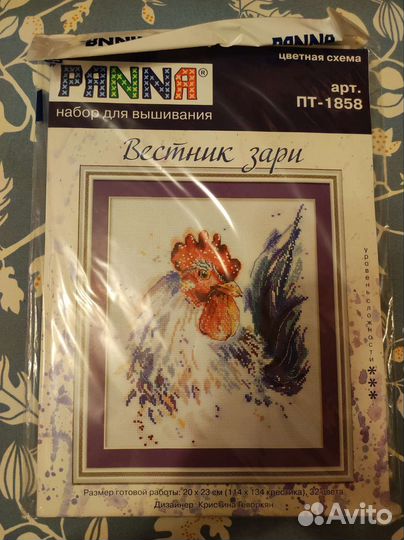 PANNA
PANNA
PANNA®
цветная схема
арт.
ПТ-1858
набор для вышивания
Вестник зари
уровень сложности ***
Размер готовой работы: 20 x 23 см (114 x 134 крестика), 32 цвета
Дизайнер: Кристина Геворкян
Avito